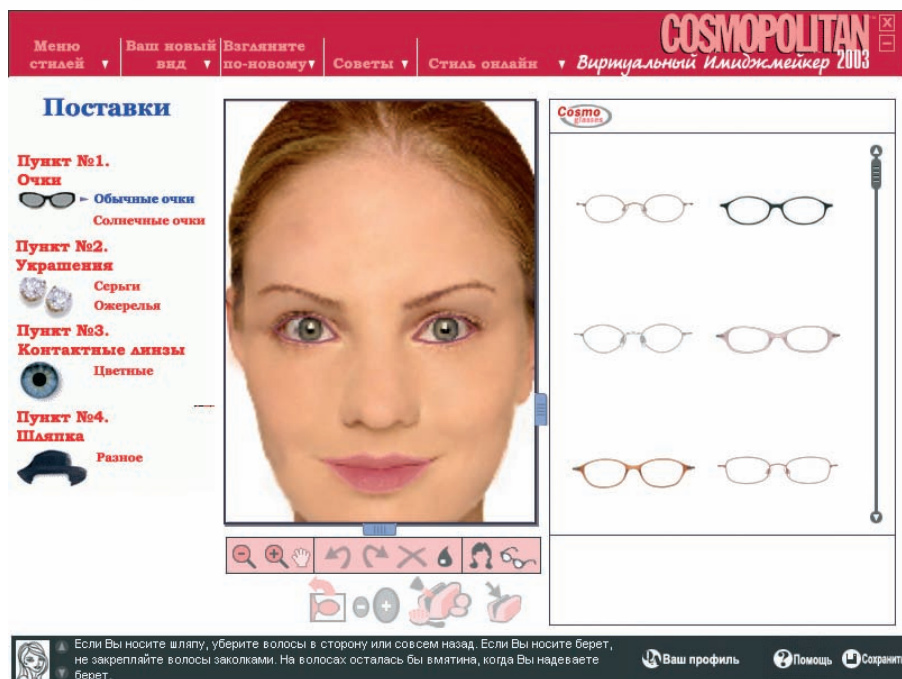 Меню
стилей
Ваш новый
вид
Взгляните
по-новому
Советы
Стиль онлайн
COSMOPOLITAN
Виртуальный Имиджмейкер 2003
Поставки
Пункт №1.
Очки
Обычные очки
Солнечные очки
Пункт №2.
Украшения
Серьги
Ожерелья
Пункт №3.
Контактные линзы
Цветные
Пункт №4.
Шляпка
Разное
Cosmo
glasses
Если Вы носите шляпу, уберите волосы в сторону или совсем назад. Если Вы носите берет,
не закрепляйте волосы заколками. На волосах осталась бы вмятина, когда Вы надеваете
берет
Ваш профиль
Помощь
Сохранить